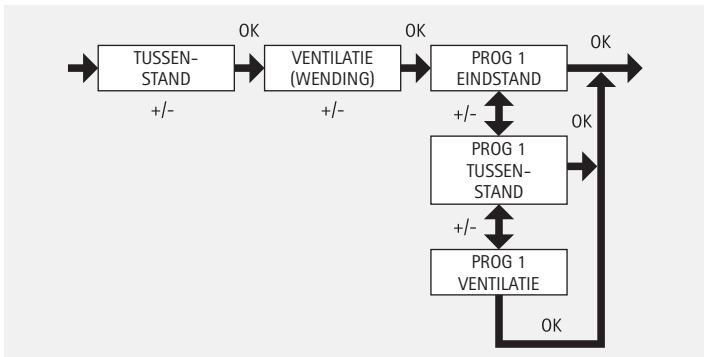 OK
OK
OK
TUSSEN-
STAND
VENTILATIE
(WENDING)
PROG 1
EINDSTAND
+/-
+/-
+/-
OK
PROG 1
TUSSEN-
STAND
+/-
PROG 1
VENTILATIE
OK